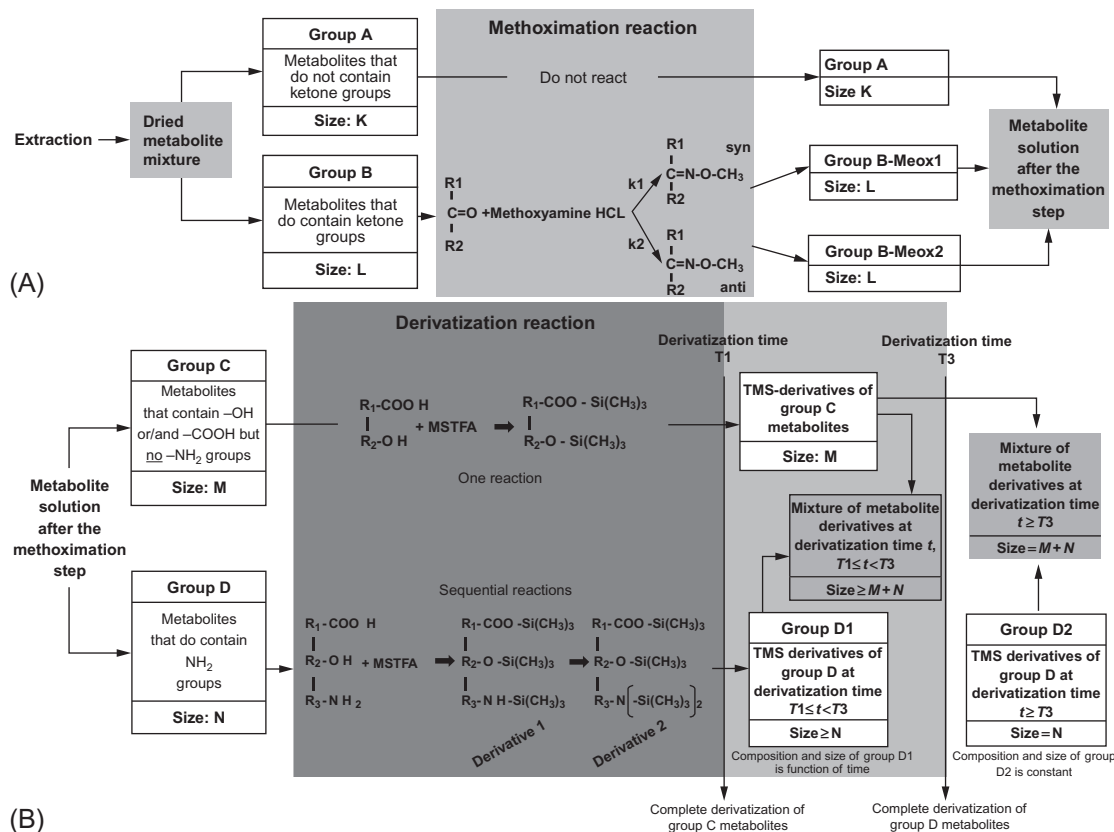 Group A
Metabolites that
do not contain
ketone groups
Size: K
Extraction
Dried
metabolite
mixture
Group B
Metabolites that
do contain ketone
groups
Size: L
Methoximation reaction
Do not react
R1
C=O +Methoxyamine HCL
R2
k1
k2
R1
C=N-O-CH₃
R2
syn
R1
C=N-O-CH₃
R2
anti
Group A
Size K
Group B-Meox1
Size: L
Group B-Meox2
Size: L
Metabolite
solution
after the
methoximation
step
(A)
Derivatization reaction
Derivatization time
T1
Derivatization time
T3
Group C
Metabolites
that contain –OH
or/and –COOH but
no –NH₂ groups
Size: M
Metabolite
solution
after the
methoximation
step
Group D
Metabolites
that do contain
NH₂
groups
Size: N
R₁-COO H
+ MSTFA
R₂-O H
R₁-COO - Si(CH₃)₃
R₂-O - Si(CH₃)₃
One reaction
TMS-derivatives of
group C
metabolites
Size: M
Mixture of metabolite
derivatives at
derivatization time t,
T1≤ t<T3
Size ≥ M + N
Mixture of
metabolite
derivatives at
derivatization time
t ≥ T3
Size = M + N
Sequential reactions
R₁-COO H
R₂-O H + MSTFA
R₃-N H₂
R₁-COO -Si(CH₃)₃
R₂-O -Si(CH₃)₃
R₃-N H-Si(CH₃)₃
Derivative 1
R₁-COO -Si(CH₃)₃
R₂-O -Si(CH₃)₃
R₃-N(-Si(CH₃)₃)₂
Derivative 2
Group D1
TMS derivatives of
group D at
derivatization time
T1≤ t<T3
Size ≥ N
Composition and size of group D1
is function of time
Group D2
TMS derivatives of
group D at
derivatization time
t ≥ T3
Size = N
Composition and size of group
D2 is constant
Complete derivatization of
group C metabolites
Complete derivatization of
group D metabolites
(B)